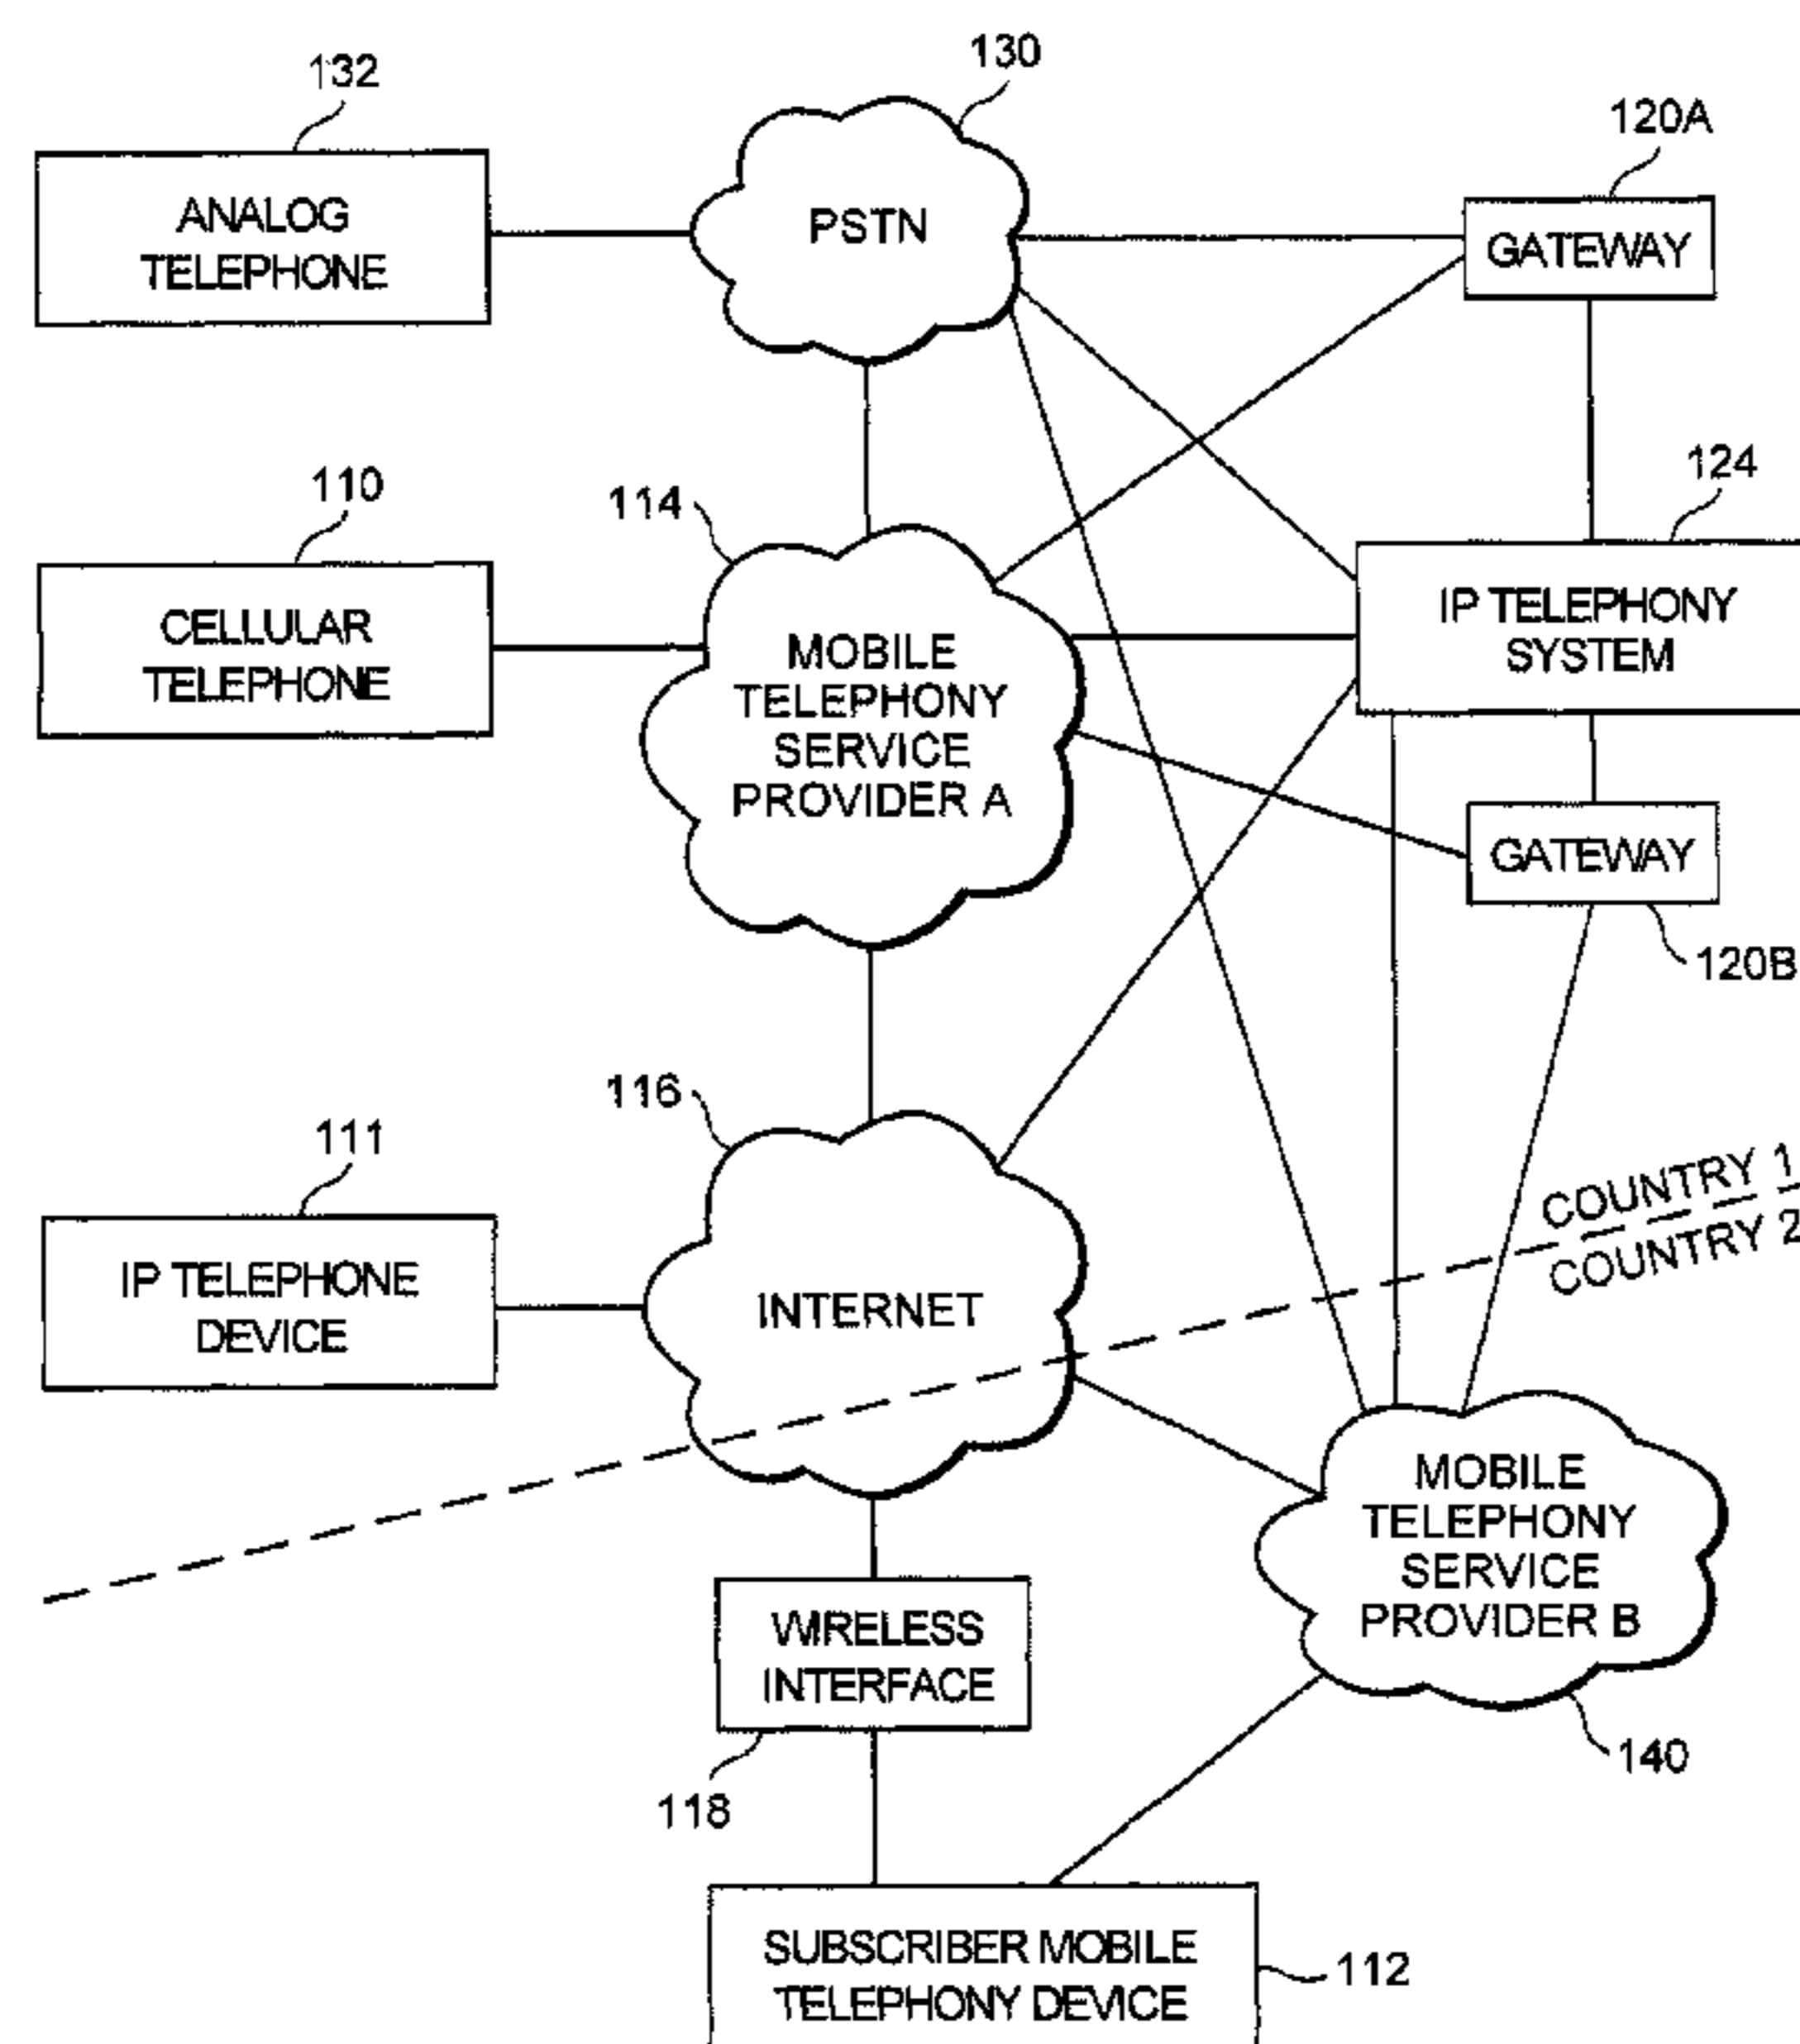 130
132
120A
ANALOG
TELEPHONE
PSTN
GATEWAY
110
114
124
CELLULAR
TELEPHONE
MOBILE
TELEPHONY
SERVICE
PROVIDER A
IP TELEPHONY
SYSTEM
GATEWAY
120B
116
111
COUNTRY 1
COUNTRY 2
IP TELEPHONE
DEVICE
INTERNET
MOBILE
TELEPHONY
SERVICE
PROVIDER B
WIRELESS
INTERFACE
140
118
SUBSCRIBER MOBILE
TELEPHONY DEVICE
112